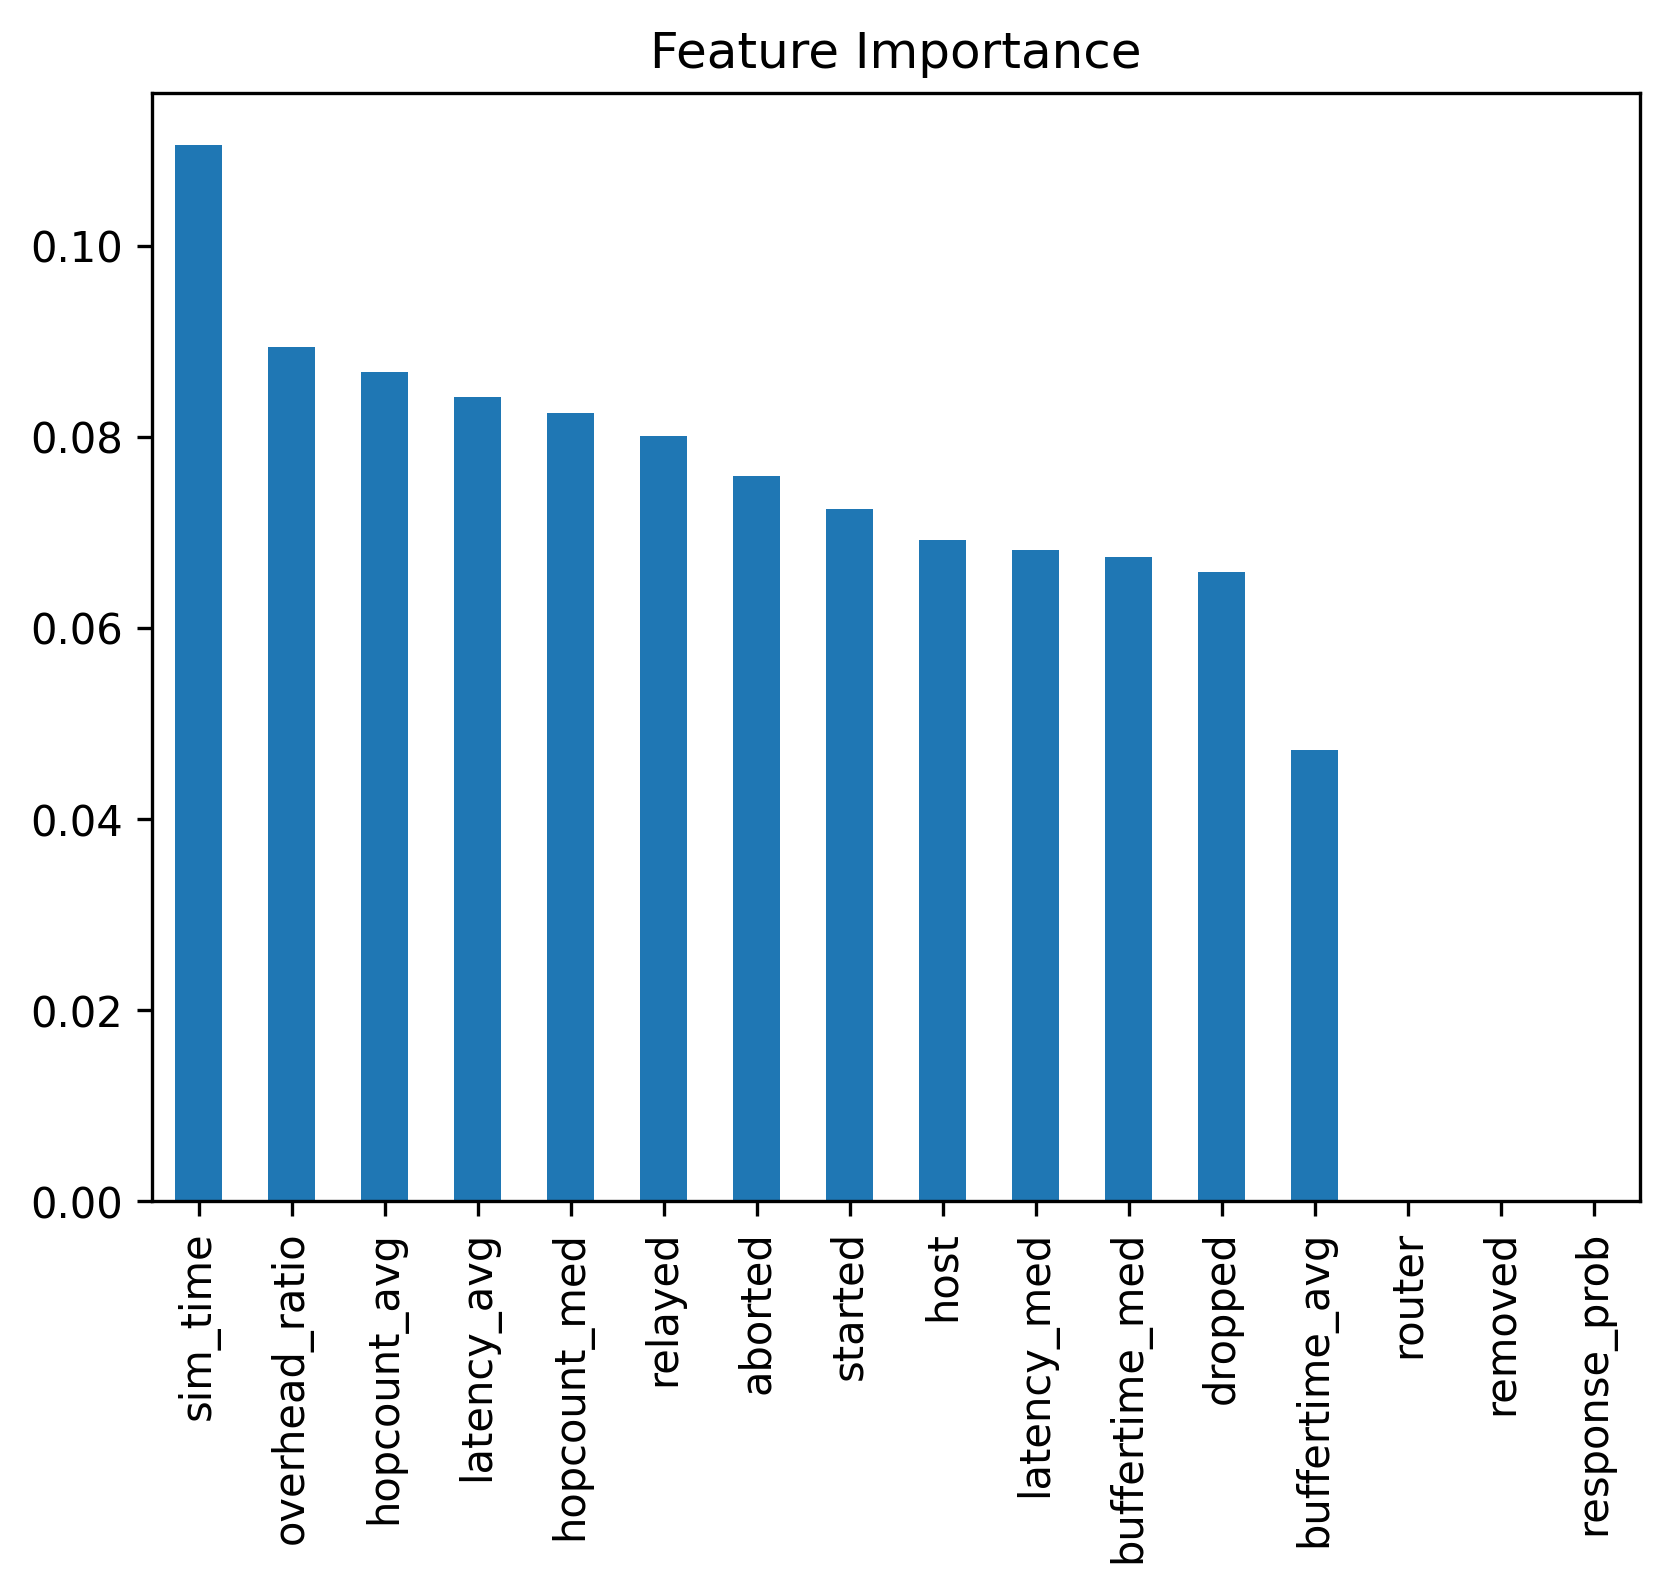 Feature Importance
0.10
0.08
0.06
0.04
0.02
0.00
sim_time
overhead_ratio
hopcount_avg
latency_avg
hopcount_med
relayed
aborted
started
host
latency_med
buffertime_med
dropped
buffertime_avg
router
removed
response_prob